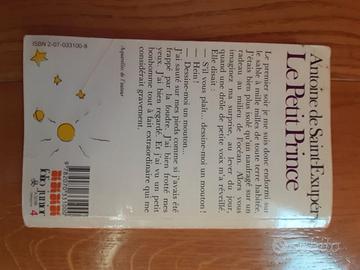 Antoine de Saint-Exupéry
Le Petit Prince
Le premier soir je me suis donc endormi sur
le sable à mille milles de toute terre habitée.
J'étais bien plus isolé qu'un naufragé sur un
radeau au milieu de l'océan. Alors vous
imaginez ma surprise, au lever du jour,
quand une drôle de petite voix m'a réveillé.
Elle disait :
— S'il vous plaît... dessine-moi un mouton !
— Hein !
— Dessine-moi un mouton...
J'ai sauté sur mes pieds comme si j'avais été
frappé par la foudre. J'ai bien frotté mes
yeux. J'ai bien regardé. Et j'ai vu un petit
bonhomme tout à fait extraordinaire qui me
considérait gravement.
Aquarelles de l'auteur
ISBN 2-07-033100-8
folio junior
4